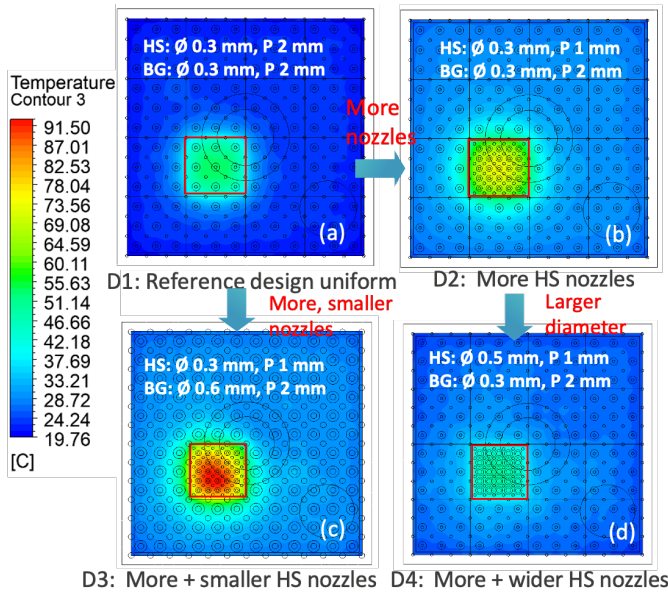 HS: Ø 0.3 mm, P 2 mm
BG: Ø 0.3 mm, P 2 mm
(a)
More
nozzles
HS: Ø 0.3 mm, P 1 mm
BG: Ø 0.3 mm, P 2 mm
(b)
Temperature
Contour 3
91.50
87.02
82.53
78.04
73.56
69.08
64.59
60.11
55.63
51.14
46.66
42.18
37.69
33.21
28.72
24.24
19.76
[C]
D1: Reference design uniform
D2: More HS nozzles
More, smaller
nozzles
Larger
diameter
HS: Ø 0.3 mm, P 1 mm
BG: Ø 0.6 mm, P 2 mm
(c)
HS: Ø 0.5 mm, P 1 mm
BG: Ø 0.3 mm, P 2 mm
(d)
D3: More + smaller HS nozzles
D4: More + wider HS nozzles